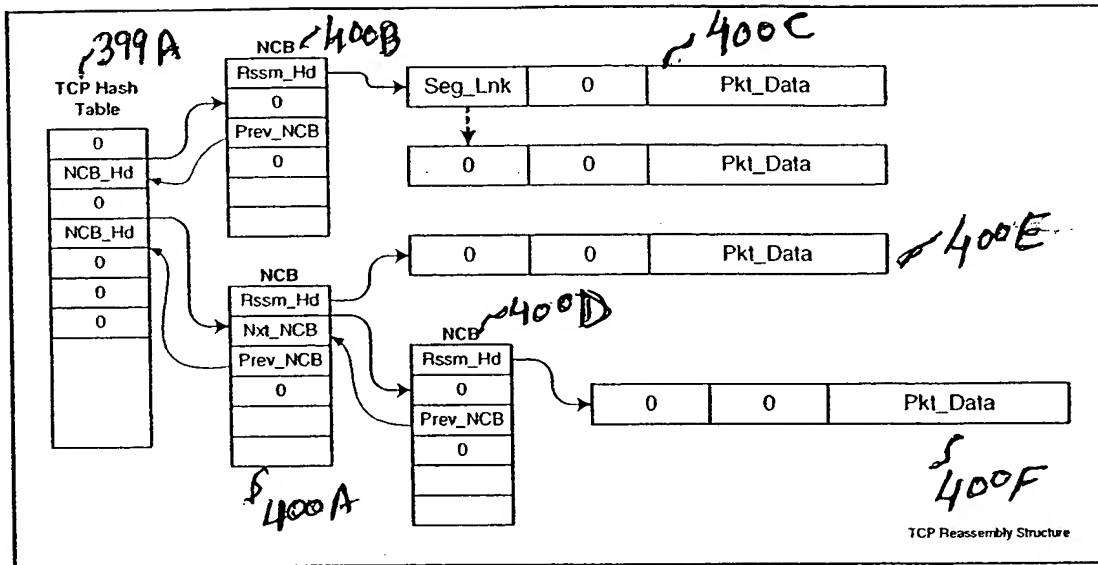 399A
TCP Hash
Table
0
NCB_Hd
0
NCB_Hd
0
0
0
NCB
400B
Rssm_Hd
0
Prev_NCB
0
400C
Seg_Lnk 0 Pkt_Data
0 0 Pkt_Data
0 0 Pkt_Data
400E
NCB
Rssm_Hd
Nxt_NCB
Prev_NCB
0
400A
400D
NCB
Rssm_Hd
0
Prev_NCB
0
0 0 Pkt_Data
400F
TCP Reassembly Structure